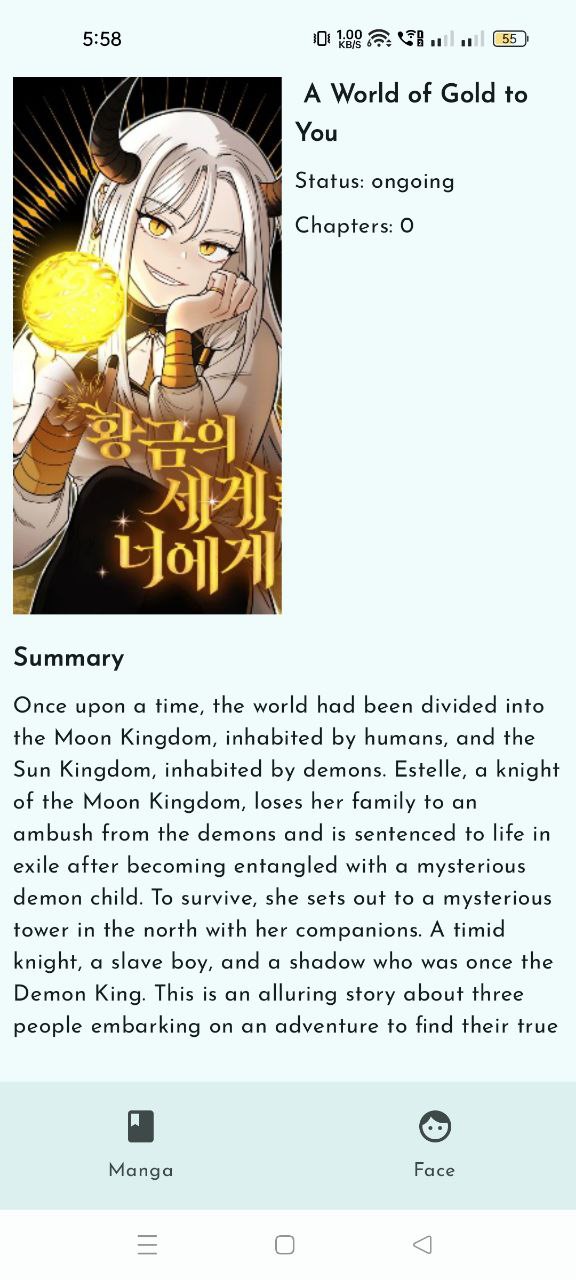 5:58
1.00
KB/S
55
A World of Gold to
You
Status: ongoing
Chapters: 0
황금의
세계를
너에게
Summary
Once upon a time, the world had been divided into
the Moon Kingdom, inhabited by humans, and the
Sun Kingdom, inhabited by demons. Estelle, a knight
of the Moon Kingdom, loses her family to an
ambush from the demons and is sentenced to life in
exile after becoming entangled with a mysterious
demon child. To survive, she sets out to a mysterious
tower in the north with her companions. A timid
knight, a slave boy, and a shadow who was once the
Demon King. This is an alluring story about three
people embarking on an adventure to find their true
Manga
Face